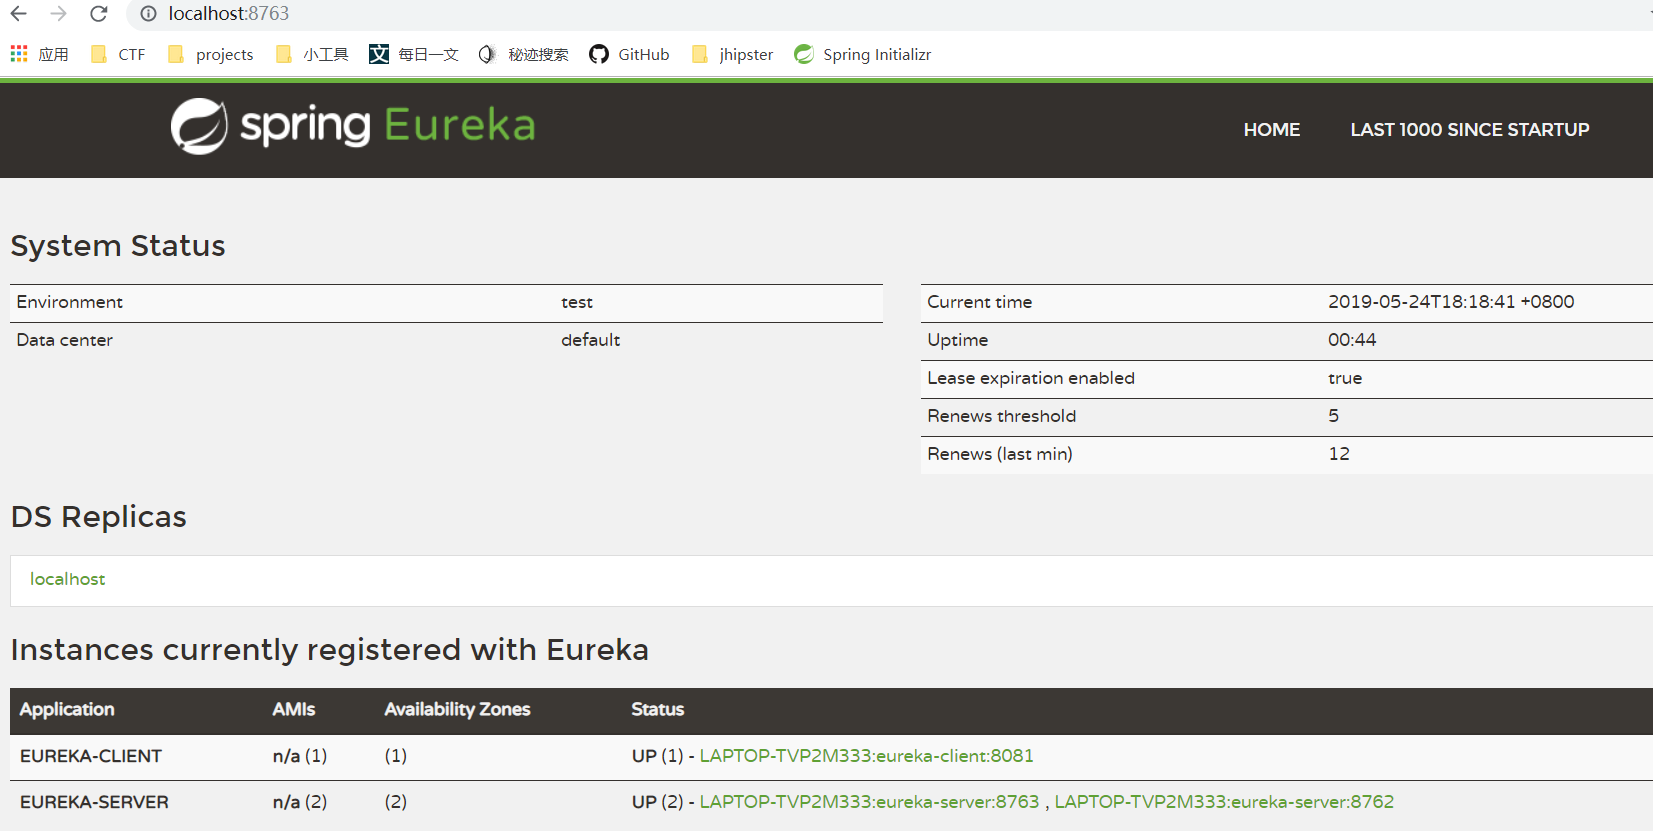 localhost:8763
应用 CTF projects 小工具 每日一文 秘迹搜索 GitHub jhipster Spring Initializr
spring Eureka HOME LAST 1000 SINCE STARTUP
System Status
Environment test
Data center default
Current time 2019-05-24T18:18:41 +0800
Uptime 00:44
Lease expiration enabled true
Renews threshold 5
Renews (last min) 12
DS Replicas
localhost
Instances currently registered with Eureka
Application AMIs Availability Zones Status
EUREKA-CLIENT n/a (1) (1) UP (1) - LAPTOP-TVP2M333:eureka-client:8081
EUREKA-SERVER n/a (2) (2) UP (2) - LAPTOP-TVP2M333:eureka-server:8763 , LAPTOP-TVP2M333:eureka-server:8762